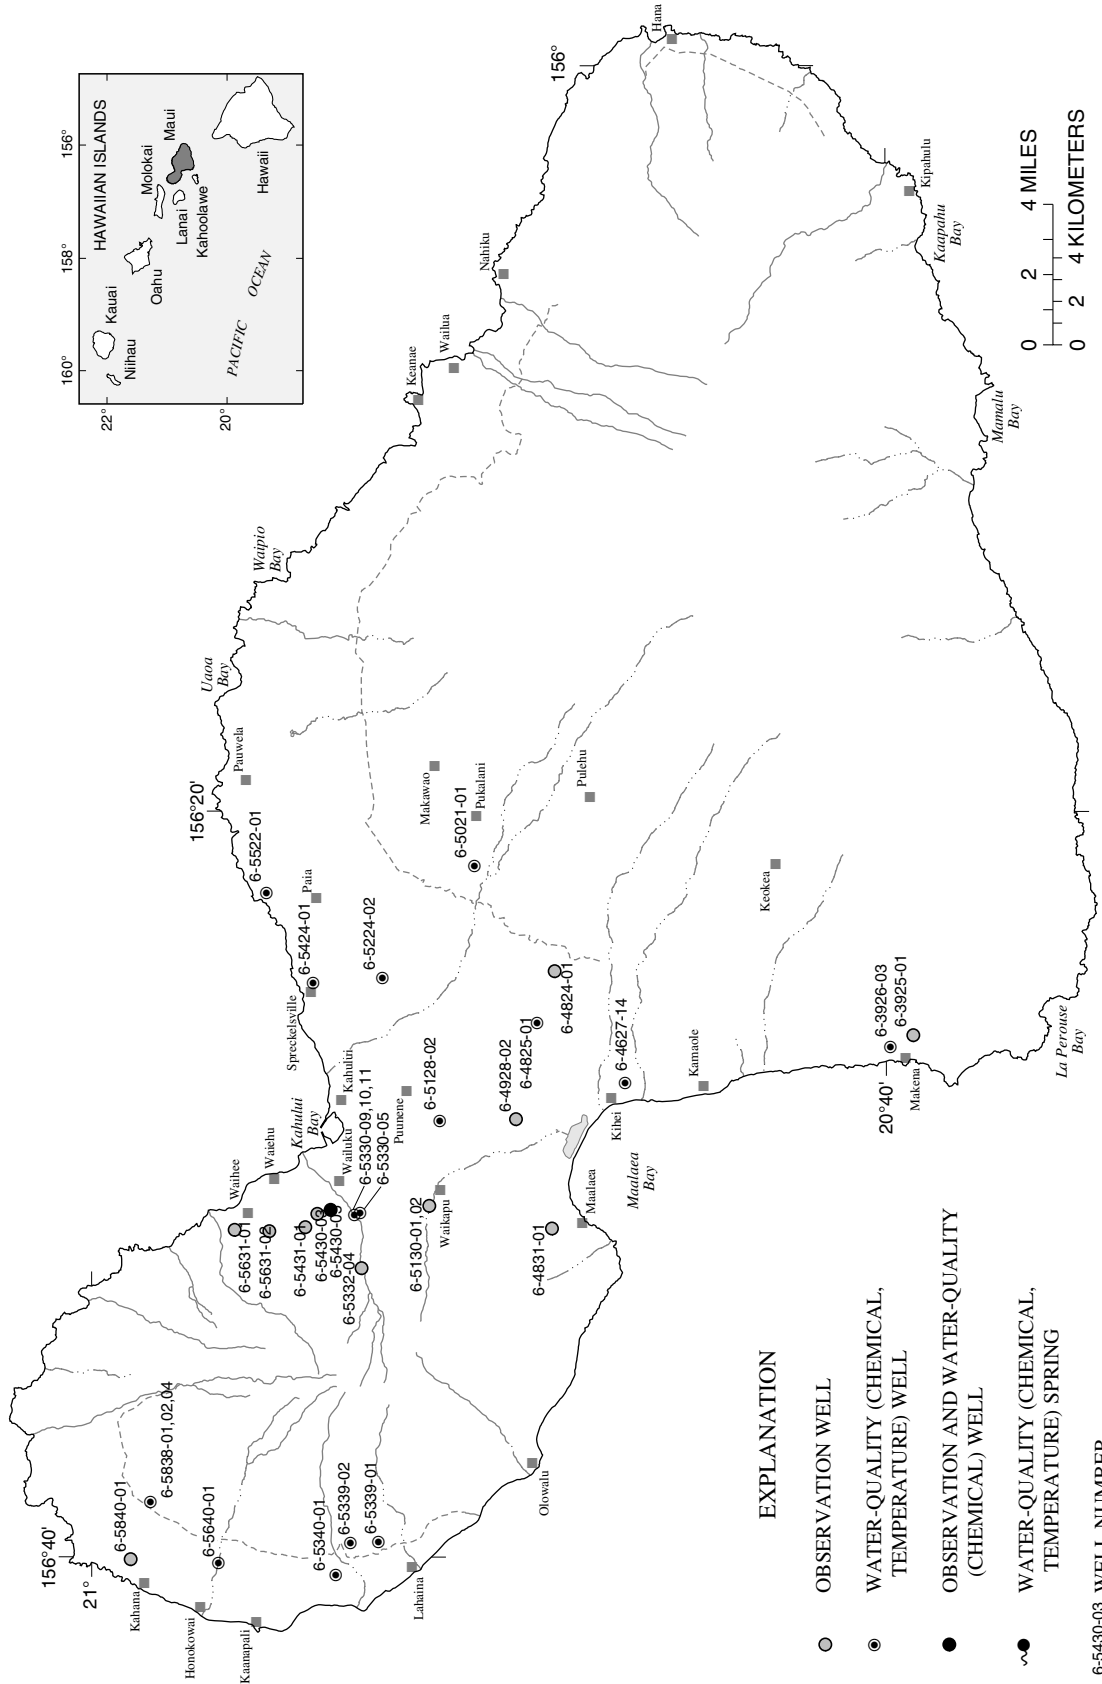 HAWAIIAN ISLANDS
160°
158°
156°
22°
20°
Niihau
Kauai
Oahu
Molokai
Maui
Lanai
Kahoolawe
Hawaii
PACIFIC
OCEAN
156°40'
156°20'
156°
21°
20°40'
Kahana
Honokowai
Kaanapali
Lahaina
Olowalu
6-5840-01
6-5838-01,02,04
6-5640-01
6-5340-01
6-5339-02
6-5339-01
Waihee
Waiehu
Kahului
Bay
Wailuku
Kahului
Puunene
Waikapu
Maalaea
Maalaea
Bay
6-5631-01
6-5631-02
6-5431-01
6-5430-03
6-5430-05
6-5332-04
6-5330-09,10,11
6-5330-05
6-5130-01,02
6-4831-01
6-5128-02
6-4928-02
6-4825-01
6-4824-01
6-4627-14
Kihei
Kamaole
Spreckelsville
6-5424-01
Paia
6-5522-01
6-5224-02
Pauwela
Uaoa
Bay
Waipio
Bay
Makawao
6-5021-01
Pukalani
Pulehu
Keokea
6-3926-03
6-3925-01
Makena
La Perouse
Bay
Keanae
Wailua
Nahiku
Hana
Kipahulu
Kaapahu
Bay
Mamalu
Bay
0 2 4 MILES
0 2 4 KILOMETERS
EXPLANATION
OBSERVATION WELL
WATER-QUALITY (CHEMICAL,
TEMPERATURE) WELL
OBSERVATION AND WATER-QUALITY
(CHEMICAL) WELL
WATER-QUALITY (CHEMICAL,
TEMPERATURE) SPRING
6-5430-03 WELL NUMBER